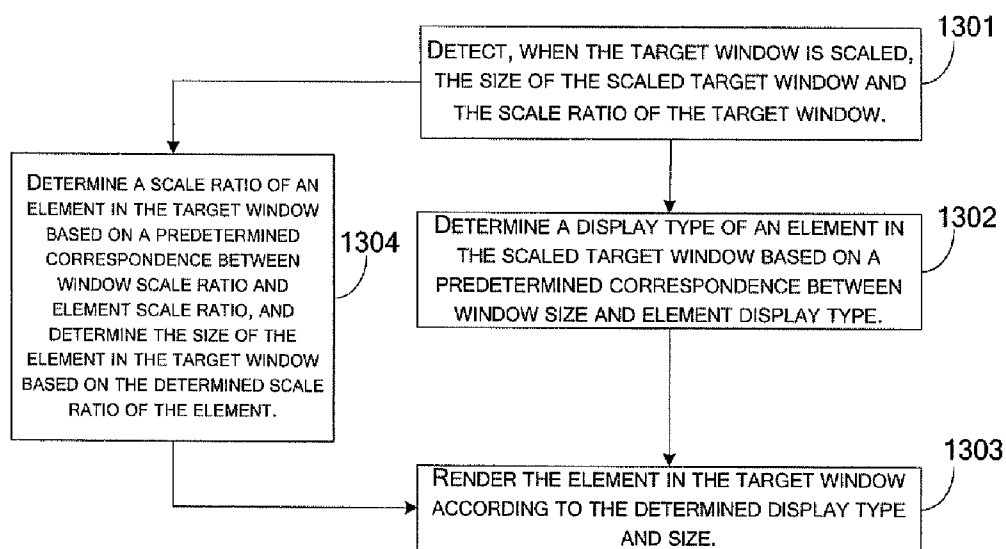 1301
DETECT, WHEN THE TARGET WINDOW IS SCALED,
THE SIZE OF THE SCALED TARGET WINDOW AND
THE SCALE RATIO OF THE TARGET WINDOW.
DETERMINE A SCALE RATIO OF AN
ELEMENT IN THE TARGET WINDOW
BASED ON A PREDETERMINED
CORRESPONDENCE BETWEEN
WINDOW SCALE RATIO AND
ELEMENT SCALE RATIO, AND
DETERMINE THE SIZE OF THE
ELEMENT IN THE TARGET WINDOW
BASED ON THE DETERMINED SCALE
RATIO OF THE ELEMENT.
1304
1302
DETERMINE A DISPLAY TYPE OF AN ELEMENT IN
THE SCALED TARGET WINDOW BASED ON A
PREDETERMINED CORRESPONDENCE BETWEEN
WINDOW SIZE AND ELEMENT DISPLAY TYPE.
1303
RENDER THE ELEMENT IN THE TARGET WINDOW
ACCORDING TO THE DETERMINED DISPLAY TYPE
AND SIZE.